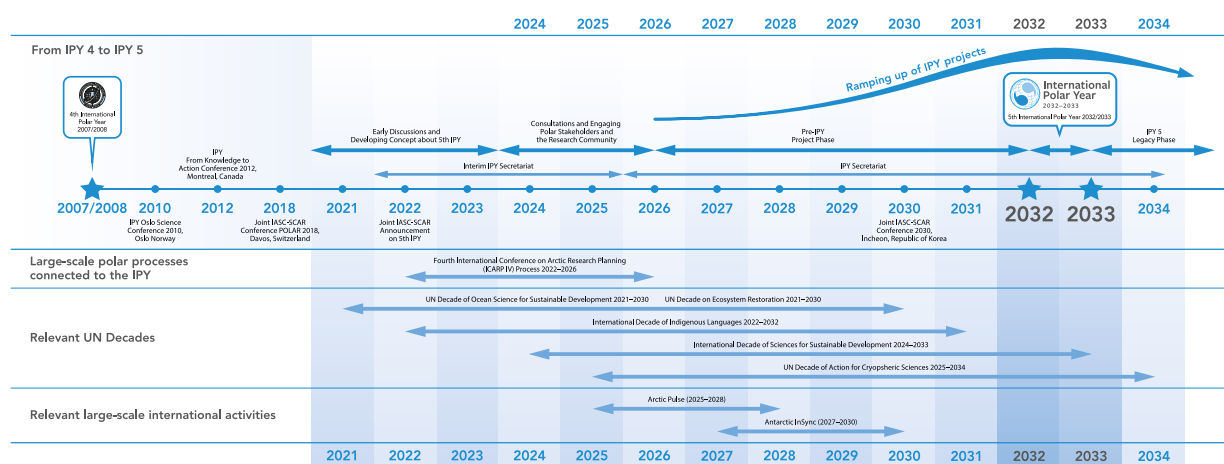 2024 2025 2026 2027 2028 2029 2030 2031 2032 2033 2034
From IPY 4 to IPY 5
Ramping up of IPY projects
4th International
Polar Year
2007/2008
International
Polar Year
2032–2033
5th International Polar Year 2032/2033
Early Discussions and
Developing Concept about 5th IPY
Consultations and Engaging
Polar Stakeholders and
the Research Community
Pre-IPY
Project Phase
IPY 5
Legacy Phase
IPY
From Knowledge to
Action Conference 2012,
Montreal, Canada
Interim IPY Secretariat
IPY Secretariat
2007/2008 2010 2012 2018 2021 2022 2023 2024 2025 2026 2027 2028 2029 2030 2031 2032 2033 2034
IPY Oslo Science
Conference 2010,
Oslo Norway
Joint IASC-SCAR
Conference POLAR 2018,
Davos, Switzerland
Joint IASC-SCAR
Announcement
on 5th IPY
Joint IASC-SCAR
Conference 2030,
Incheon, Republic of Korea
Large-scale polar processes
connected to the IPY
Fourth International Conference on Arctic Research Planning
(ICARP IV) Process 2022–2026
Relevant UN Decades
UN Decade of Ocean Science for Sustainable Development 2021–2030 UN Decade on Ecosystem Restoration 2021–2030
International Decade of Indigenous Languages 2022–2032
International Decade of Sciences for Sustainable Development 2024–2033
UN Decade of Action for Cryopsheric Sciences 2025–2034
Relevant large-scale international activities
Arctic Pulse (2025–2028)
Antarctic InSync (2027–2030)
2021 2022 2023 2024 2025 2026 2027 2028 2029 2030 2031 2032 2033 2034